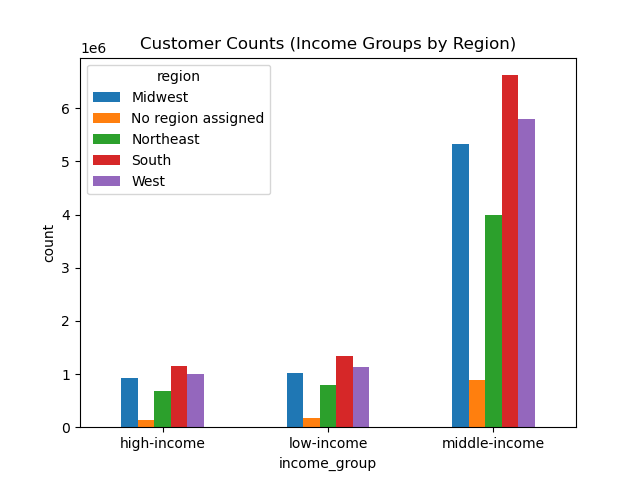 Customer Counts (Income Groups by Region)
1e6
region
Midwest
No region assigned
Northeast
South
West
6
5
4
3
2
1
0
count
high-income
low-income
middle-income
income_group